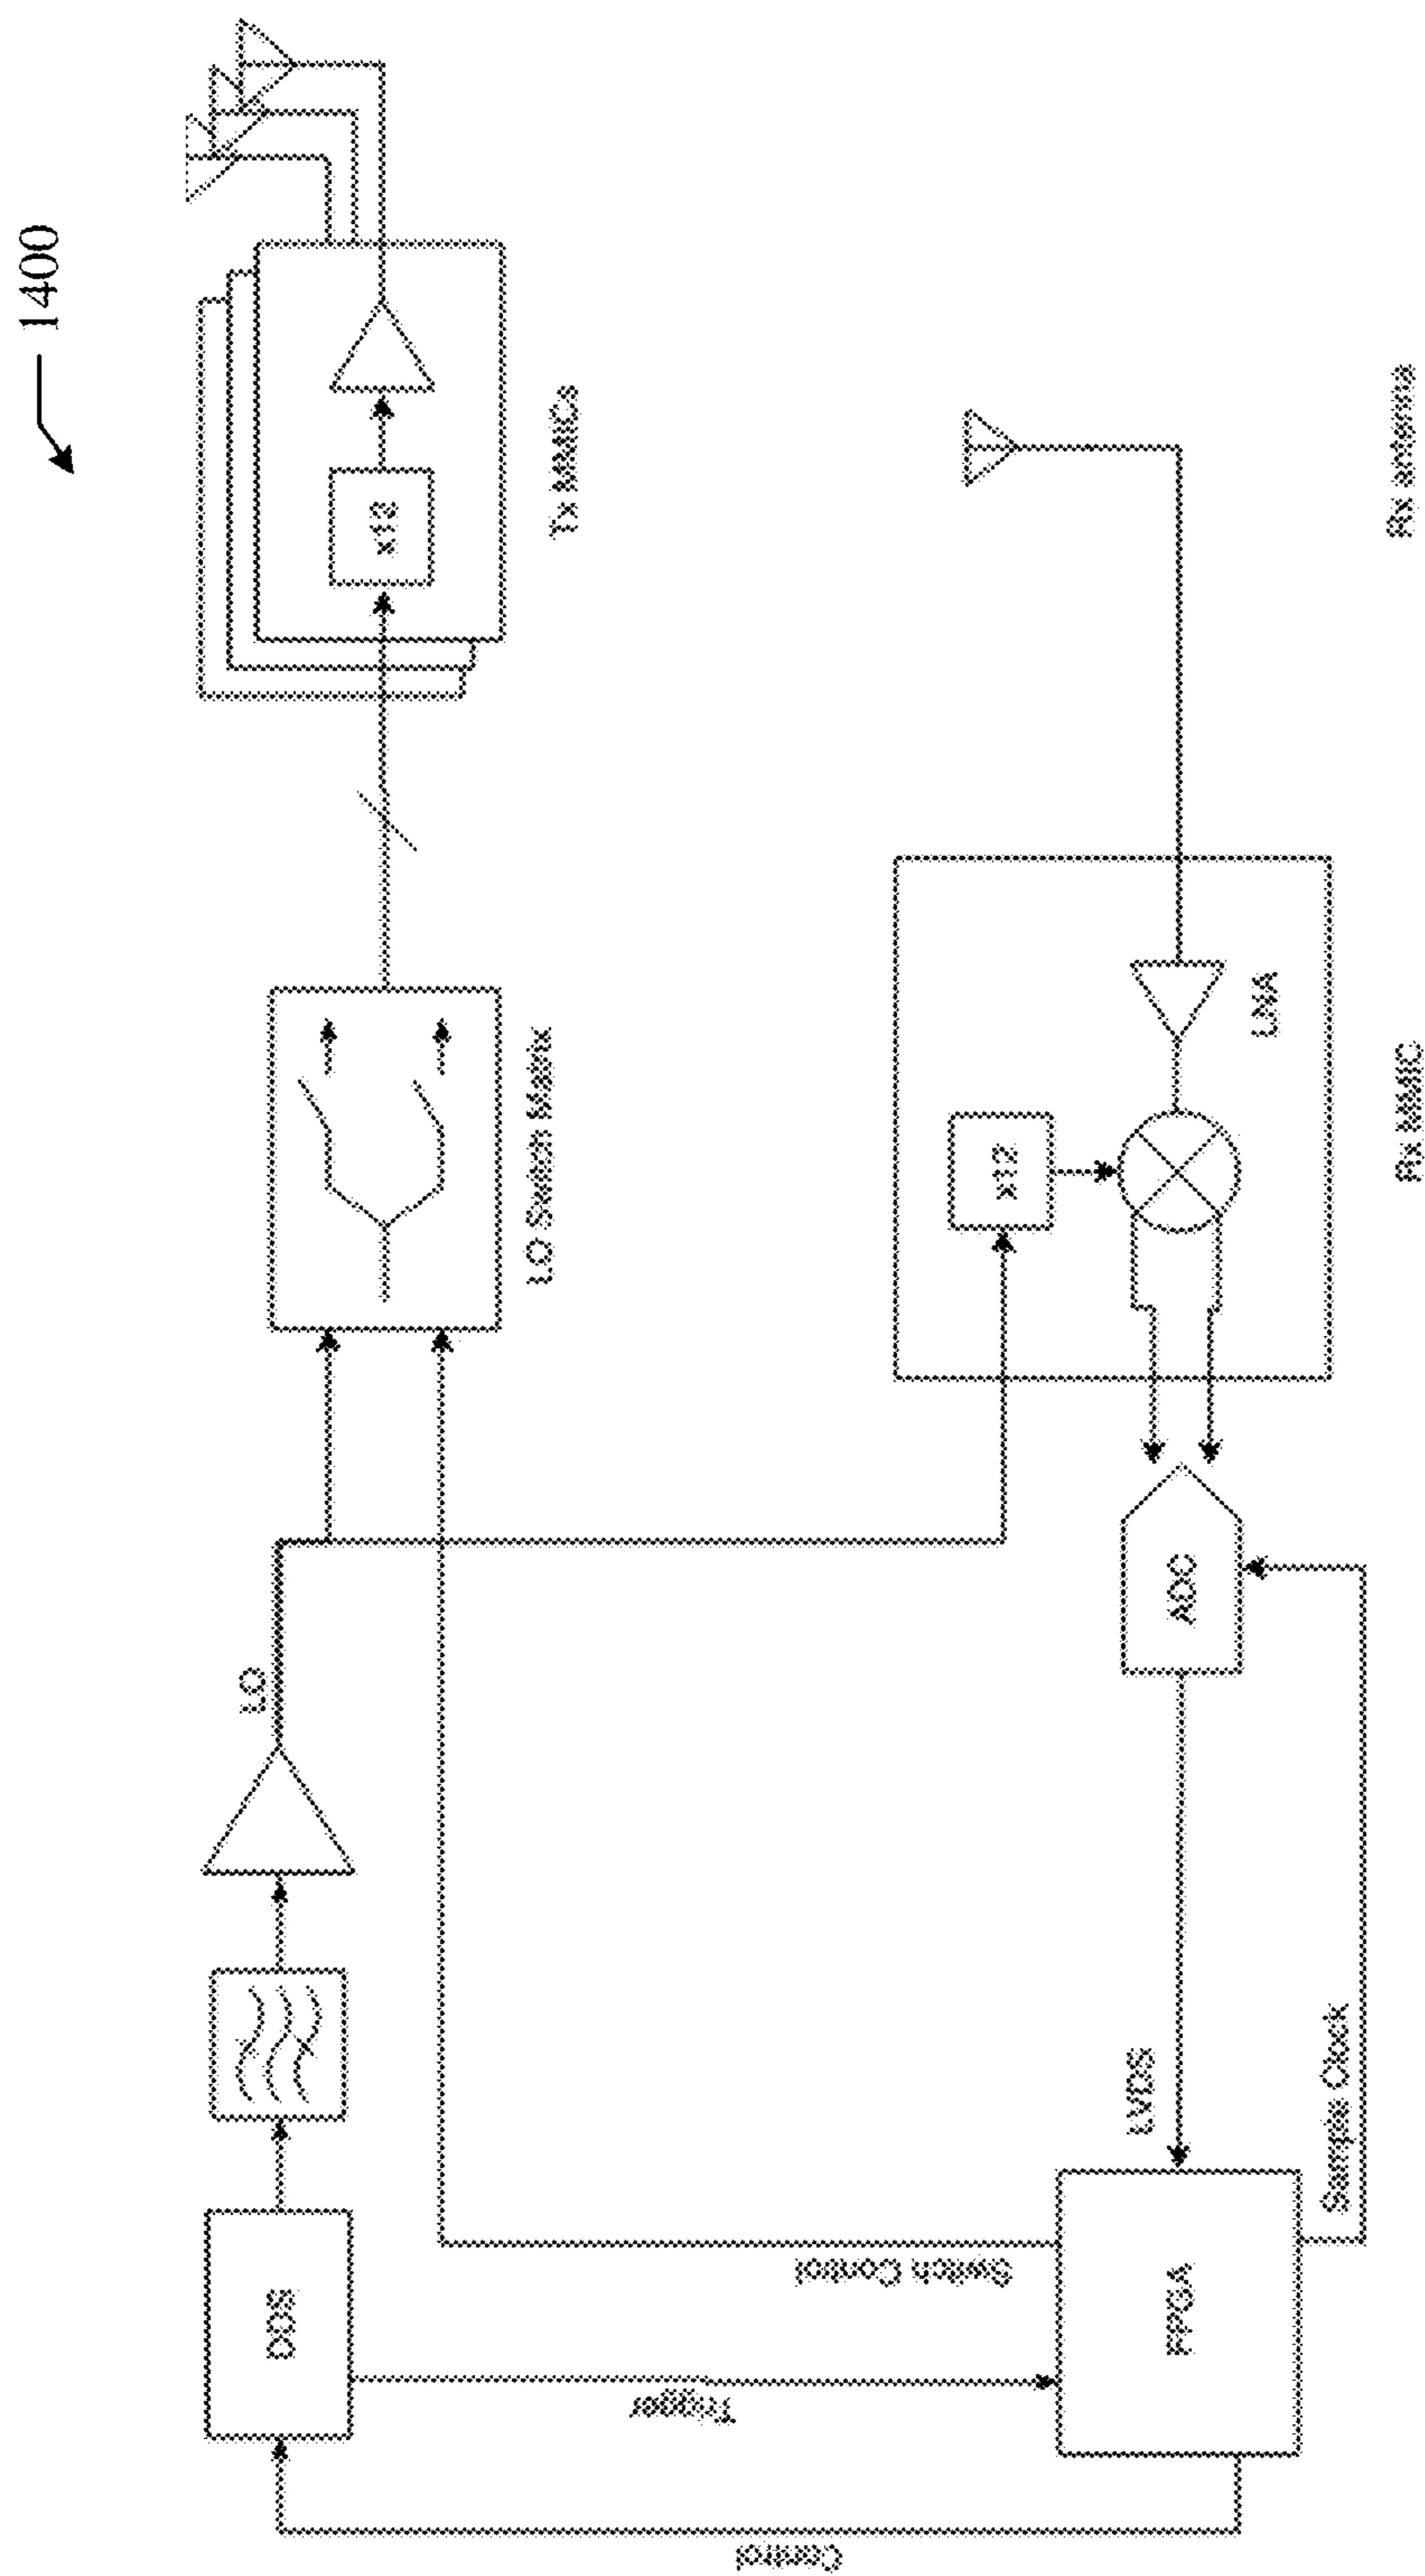 1400
DDS
LO
LO Switch Matrix
Tx MMICs
Control
Trigger
Switch Control
FPGA
LVDS
Sample Clock
ADC
x12
LNA
Rx MMIC
Rx antenna